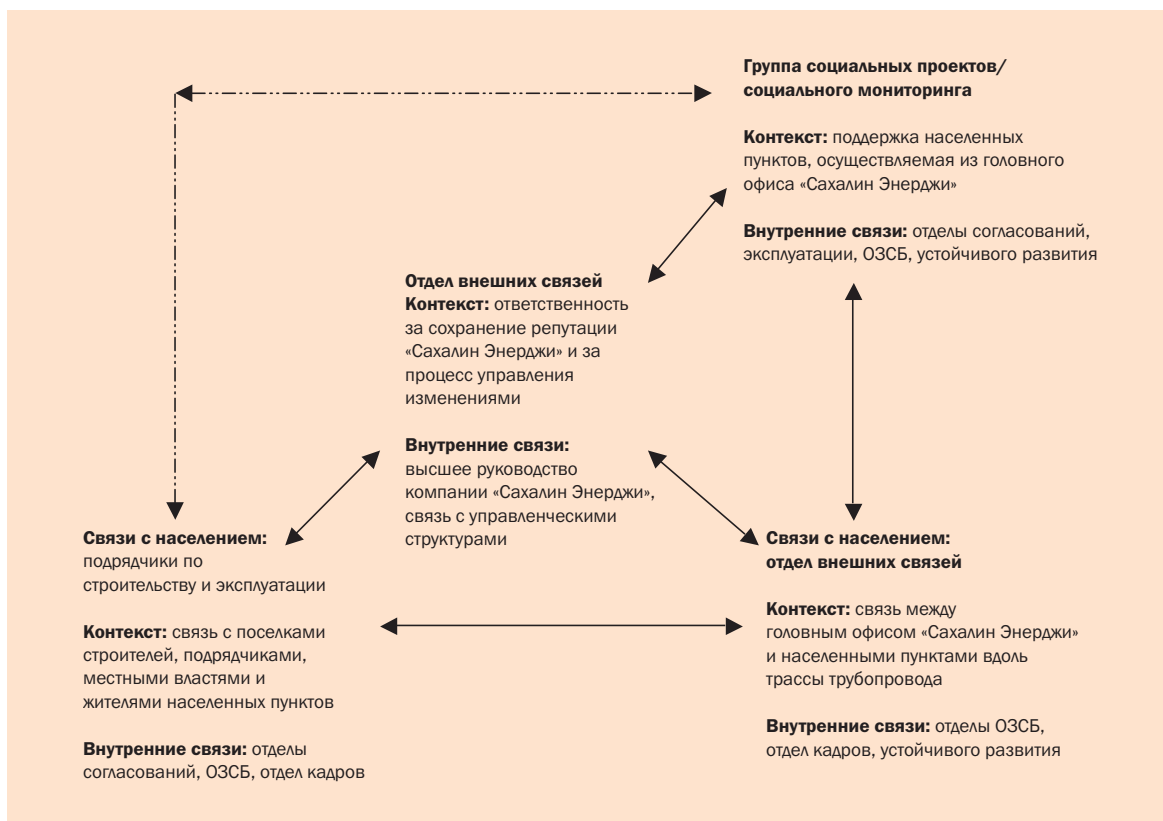 Группа социальных проектов/
социального мониторинга
Контекст: поддержка населенных
пунктов, осуществляемая из головного
офиса «Сахалин Энерджи»
Внутренние связи: отделы согласований,
эксплуатации, ОЗСБ, устойчивого развития
Отдел внешних связей
Контекст: ответственность
за сохранение репутации
«Сахалин Энерджи» и за
процесс управления
изменениями
Внутренние связи:
высшее руководство
компании «Сахалин Энерджи»,
связь с управленческими
структурами
Связи с населением:
подрядчики по
строительству и эксплуатации
Контекст: связь с поселками
строителей, подрядчиками,
местными властями и
жителями населенных пунктов
Внутренние связи: отделы
согласований, ОЗСБ, отдел кадров
Связи с населением:
отдел внешних связей
Контекст: связь между
головным офисом «Сахалин Энерджи»
и населенными пунктами вдоль
трассы трубопровода
Внутренние связи: отделы ОЗСБ,
отдел кадров, устойчивого развития